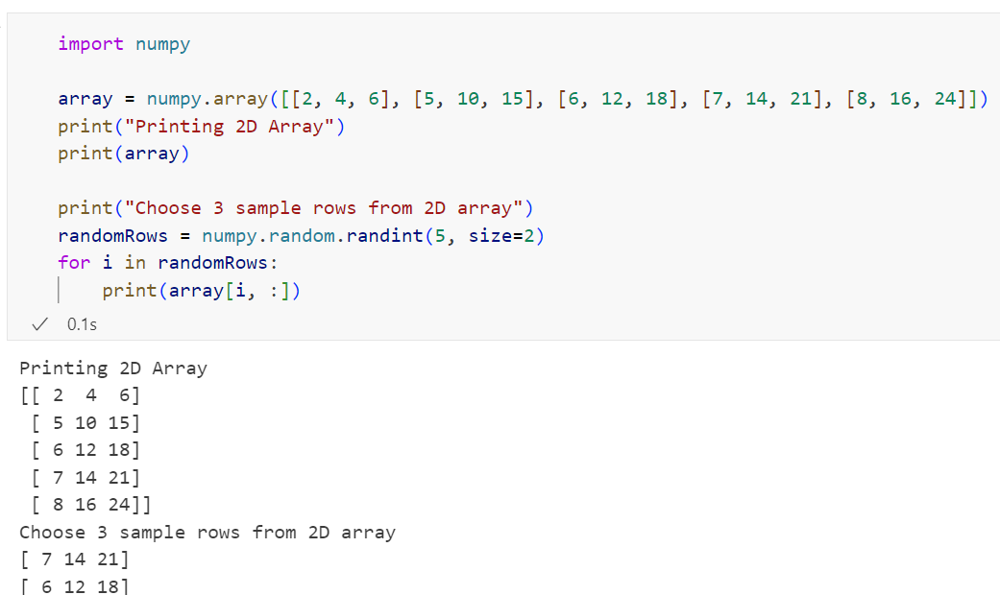 import numpy
array = numpy.array([[2, 4, 6], [5, 10, 15], [6, 12, 18], [7, 14, 21], [8, 16, 24]])
print("Printing 2D Array")
print(array)
print("Choose 3 sample rows from 2D array")
randomRows = numpy.random.randint(5, size=2)
for i in randomRows:
    print(array[i, :])
✓ 0.1s
Printing 2D Array
[[ 2  4  6]
 [ 5 10 15]
 [ 6 12 18]
 [ 7 14 21]
 [ 8 16 24]]
Choose 3 sample rows from 2D array
[ 7 14 21]
[ 6 12 18]